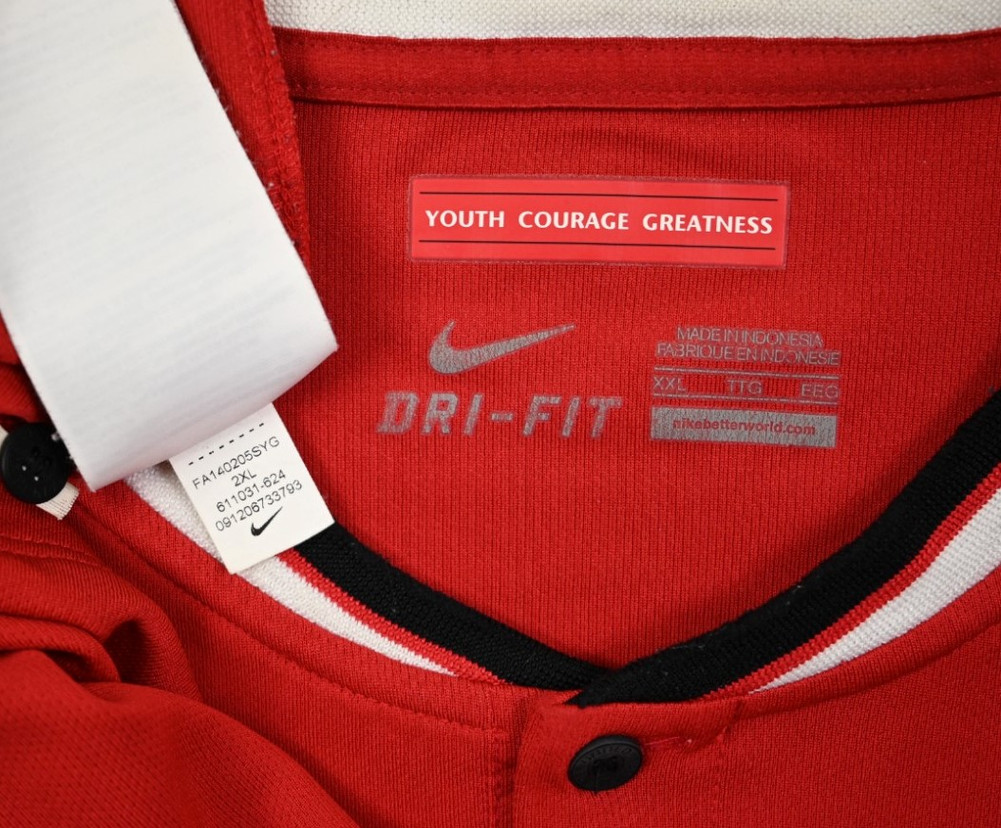 YOUTH COURAGE GREATNESS
DRI-FIT
MADE IN INDONESIA
FABRIQUE EN INDONESIE
XXL TTG EEG
nikebetterworld.com
FA140205SYG
2XL
611031-624
091206733793